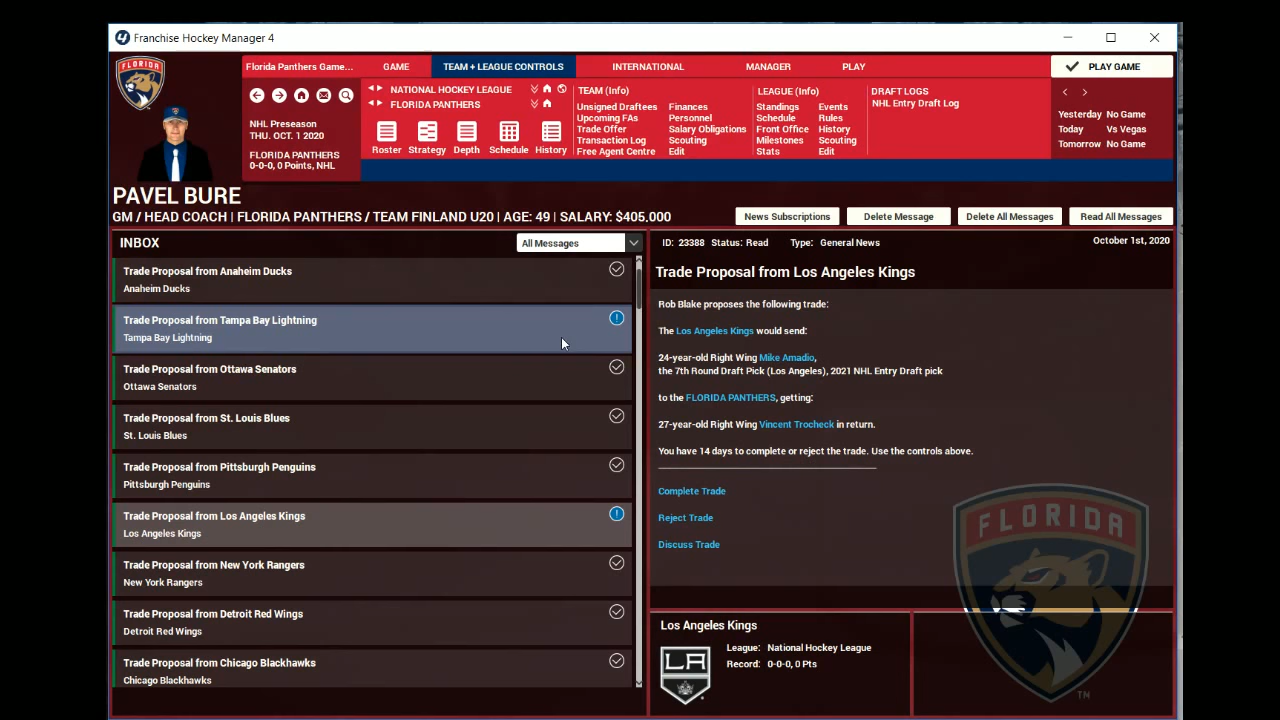 Franchise Hockey Manager 4
FLORIDA
Florida Panthers Game...
GAME
TEAM + LEAGUE CONTROLS
INTERNATIONAL
MANAGER
PLAY
PLAY GAME
NHL Preseason
THU. OCT. 1 2020
FLORIDA PANTHERS
0-0-0, 0 Points, NHL
NATIONAL HOCKEY LEAGUE
FLORIDA PANTHERS
Roster Strategy Depth Schedule History
TEAM (Info)
Unsigned Draftees Finances
Upcoming FAs Personnel
Trade Offer Salary Obligations
Transaction Log Scouting
Free Agent Centre Edit
LEAGUE (Info)
Standings Events
Schedule Rules
Front Office History
Milestones Scouting
Stats Edit
DRAFT LOGS
NHL Entry Draft Log
Yesterday No Game
Today Vs Vegas
Tomorrow No Game
PAVEL BURE
GM / HEAD COACH | FLORIDA PANTHERS / TEAM FINLAND U20 | AGE: 49 | SALARY: $405.000
News Subscriptions
Delete Message
Delete All Messages
Read All Messages
INBOX
All Messages
Trade Proposal from Anaheim Ducks
Anaheim Ducks
Trade Proposal from Tampa Bay Lightning
Tampa Bay Lightning
Trade Proposal from Ottawa Senators
Ottawa Senators
Trade Proposal from St. Louis Blues
St. Louis Blues
Trade Proposal from Pittsburgh Penguins
Pittsburgh Penguins
Trade Proposal from Los Angeles Kings
Los Angeles Kings
Trade Proposal from New York Rangers
New York Rangers
Trade Proposal from Detroit Red Wings
Detroit Red Wings
Trade Proposal from Chicago Blackhawks
Chicago Blackhawks
ID: 23388 Status: Read Type: General News
October 1st, 2020
Trade Proposal from Los Angeles Kings
Rob Blake proposes the following trade:
The Los Angeles Kings would send:
24-year-old Right Wing Mike Amadio,
the 7th Round Draft Pick (Los Angeles), 2021 NHL Entry Draft pick
to the FLORIDA PANTHERS, getting:
27-year-old Right Wing Vincent Trocheck in return.
You have 14 days to complete or reject the trade. Use the controls above.
Complete Trade
Reject Trade
Discuss Trade
FLORIDA
TM
Los Angeles Kings
LA
League: National Hockey League
Record: 0-0-0, 0 Pts